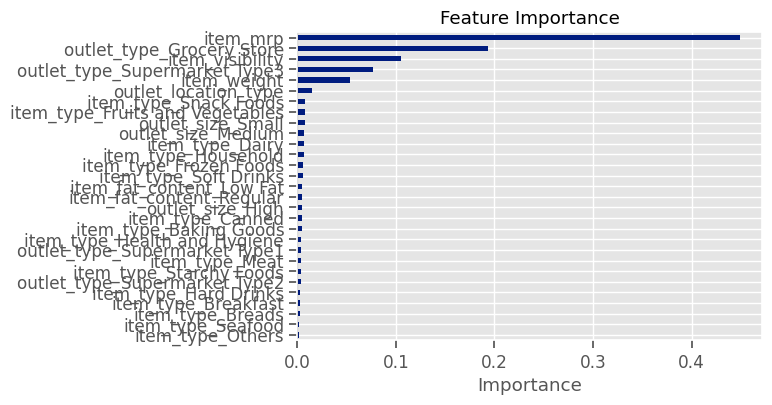 Feature Importance
item_mrp
outlet_type_Grocery Store
item_visibility
outlet_type_Supermarket Type3
item_weight
outlet_location_type
item_type_Snack Foods
item_type_Fruits and Vegetables
outlet_size_Small
outlet_size_Medium
item_type_Dairy
item_type_Household
item_type_Frozen Foods
item_type_Soft Drinks
item_fat_content_Low Fat
item_fat_content_Regular
outlet_size_High
item_type_Canned
item_type_Baking Goods
item_type_Health and Hygiene
outlet_type_Supermarket Type1
item_type_Meat
item_type_Starchy Foods
outlet_type_Supermarket Type2
item_type_Hard Drinks
item_type_Breakfast
item_type_Breads
item_type_Seafood
item_type_Others
0.0 0.1 0.2 0.3 0.4
Importance